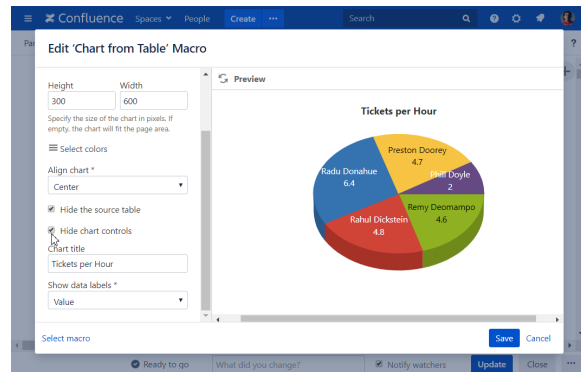 Confluence Spaces People Create ••• Search
Pa
Edit 'Chart from Table' Macro
?
Height Width
300 600
Specify the size of the chart in pixels. If
empty, the chart will fit the page area.
Select colors
Align chart *
Center
Hide the source table
Hide chart controls
Chart title
Tickets per Hour
Show data labels *
Value
Preview
Tickets per Hour
Preston Doorey
4.7
Radu Donahue
6.4
Phill Doyle
2
Remy Deomampo
4.6
Rahul Dickstein
4.8
Select macro
Save Cancel
Ready to go What did you change? Notify watchers Update Close •••